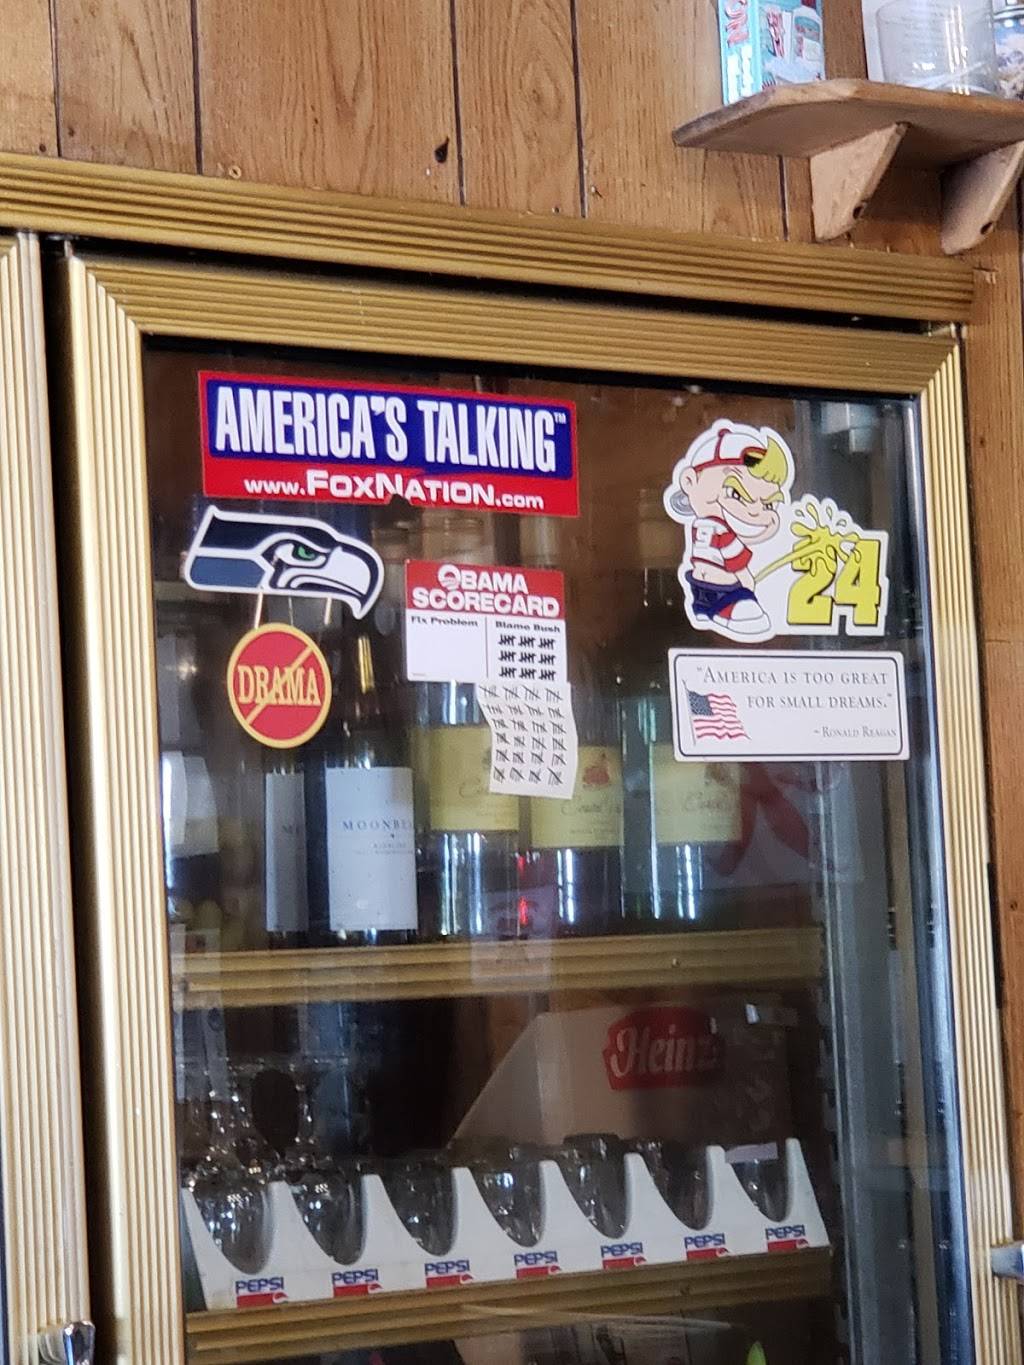 AMERICA'S TALKING™
www.FOXNATION.com
OBAMA
SCORECARD
Fix Problem Blame Bush
DRAMA
24
"AMERICA IS TOO GREAT
FOR SMALL DREAMS."
~RONALD REAGAN
MOONBE
Heinz
PEPSI
PEPSI
PEPSI
PEPSI
PEPSI
PEPSI
PEPSI